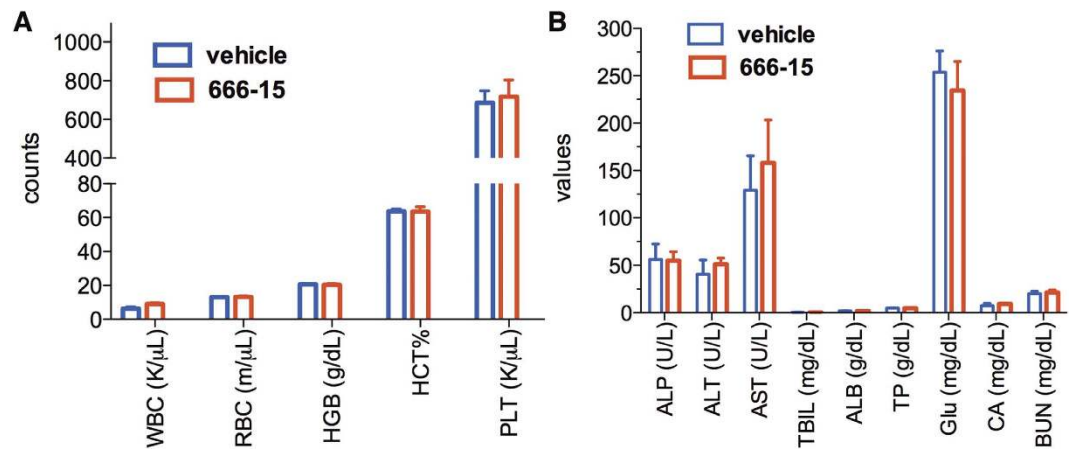 A
counts
1000
800
600
400
80
60
40
20
0
vehicle
666-15
WBC (K/μL)
RBC (m/μL)
HGB (g/dL)
HCT%
PLT (K/μL)
B
values
300
250
200
150
100
50
0
vehicle
666-15
ALP (U/L)
ALT (U/L)
AST (U/L)
TBIL (mg/dL)
ALB (g/dL)
TP (g/dL)
Glu (mg/dL)
CA (mg/dL)
BUN (mg/dL)